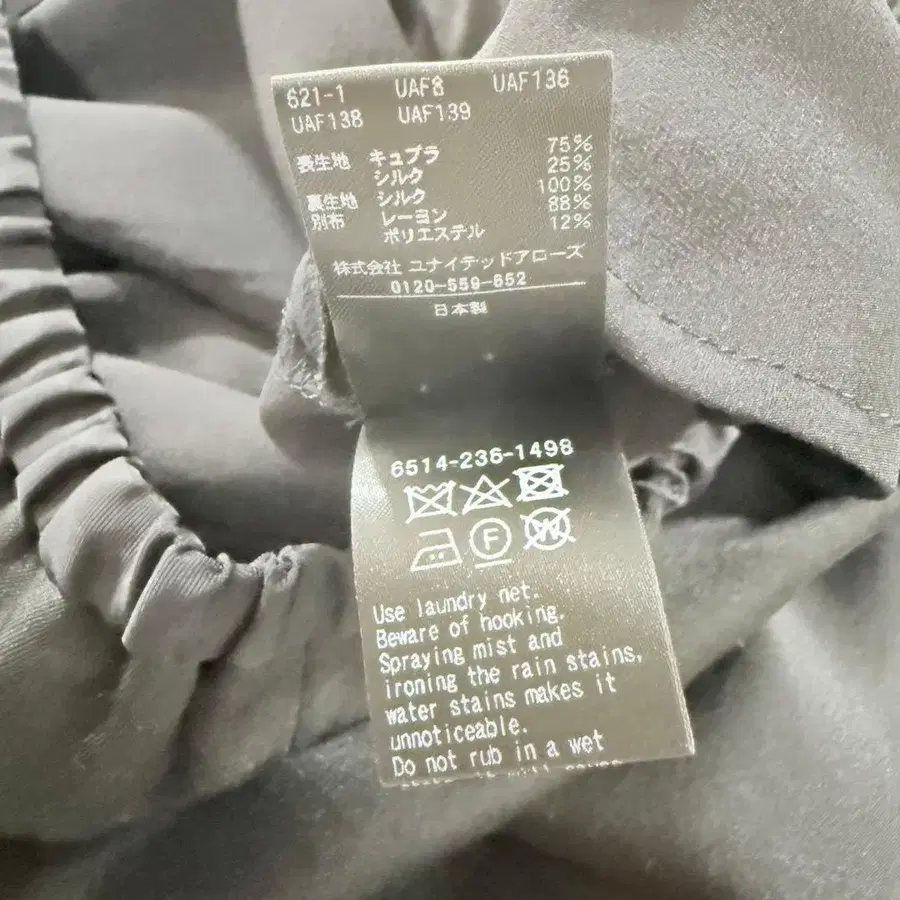 621-1 UAF8 UAF136
UAF138 UAF139
表生地 キュプラ 75%
シルク 25%
裏生地 シルク 100%
別布 レーヨン 88%
ポリエステル 12%
株式会社 ユナイテッドアローズ
0120-559-652
日本製
6514-236-1498
F
W
Use laundry net.
Beware of hooking.
Spraying mist and
ironing the rain stains,
water stains makes it
unnoticeable.
Do not rub in a wet